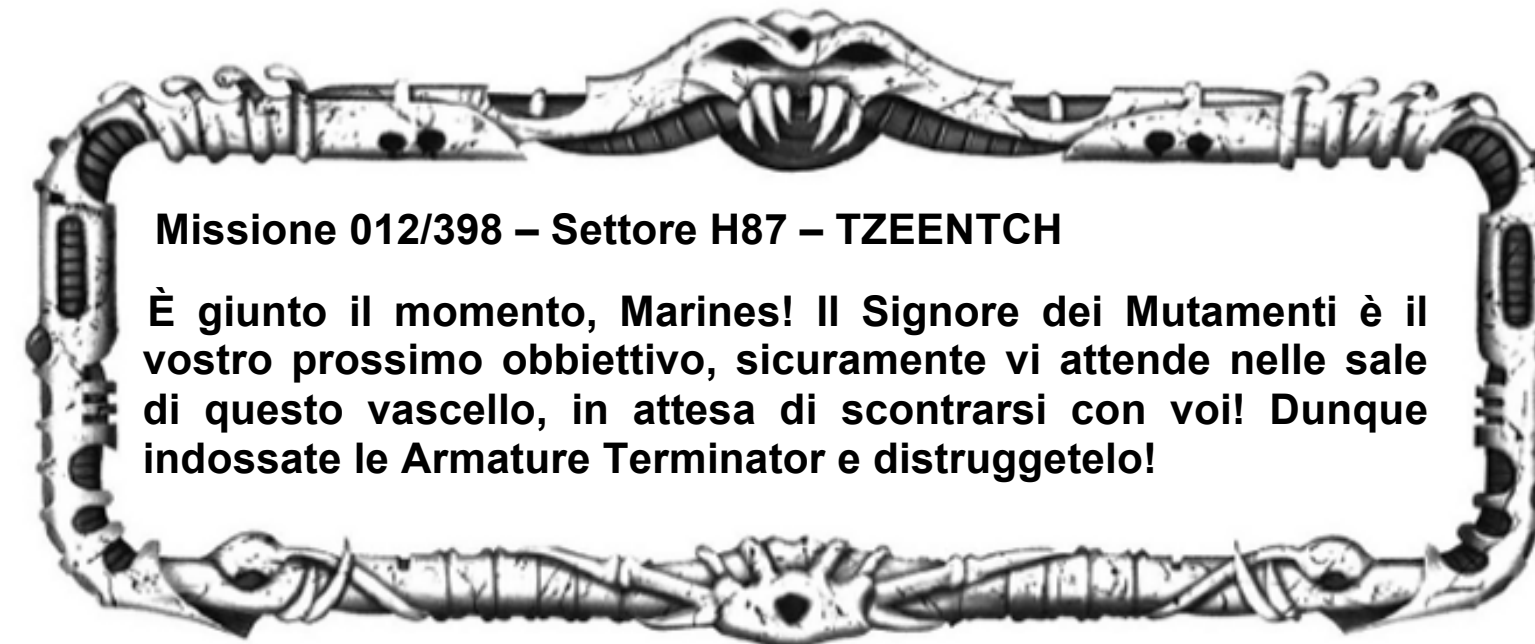 Missione 012/398 – Settore H87 – TZEENTCH
È giunto il momento, Marines! Il Signore dei Mutamenti è il
vostro prossimo obbiettivo, sicuramente vi attende nelle sale
di questo vascello, in attesa di scontrarsi con voi! Dunque
indossate le Armature Terminator e distruggetelo!